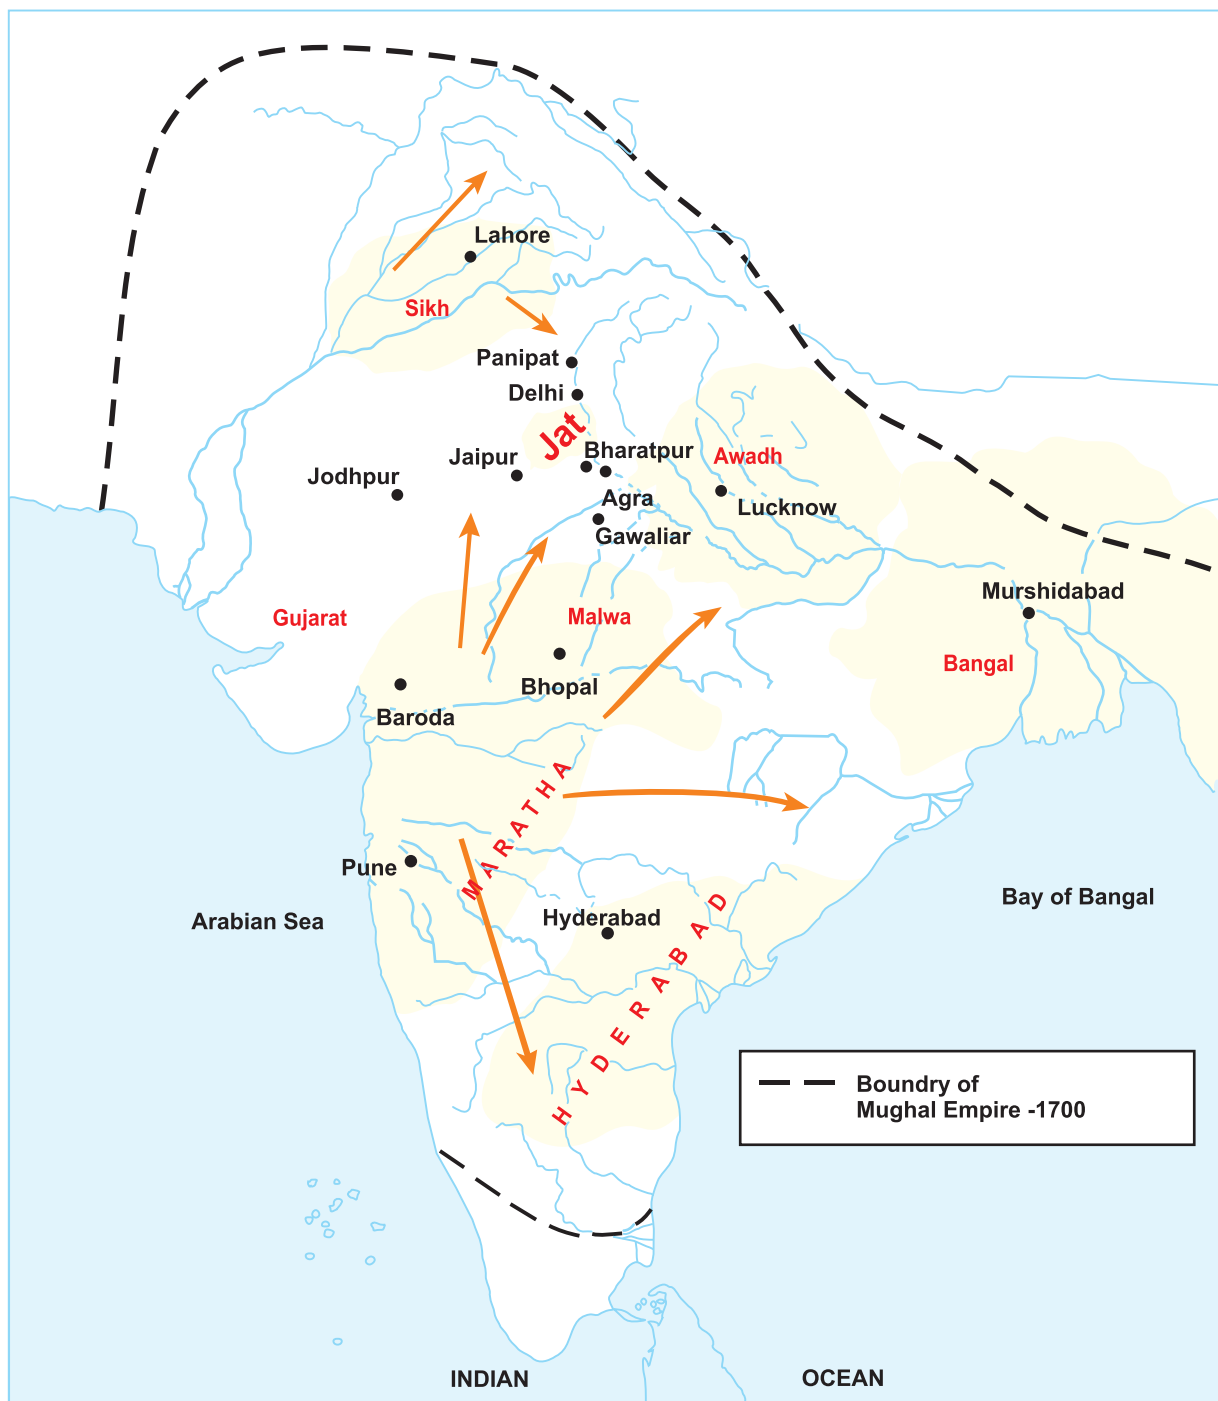 Lahore
Sikh
Panipat
Delhi
Jat
Bharatpur
Jaipur
Awadh
Jodhpur
Agra
Lucknow
Gawaliar
Murshidabad
Gujarat
Malwa
Bangal
Bhopal
Baroda
MARATHA
Pune
Bay of Bangal
Arabian Sea
Hyderabad
HYDERABAD
Boundry of
Mughal Empire -1700
INDIAN OCEAN